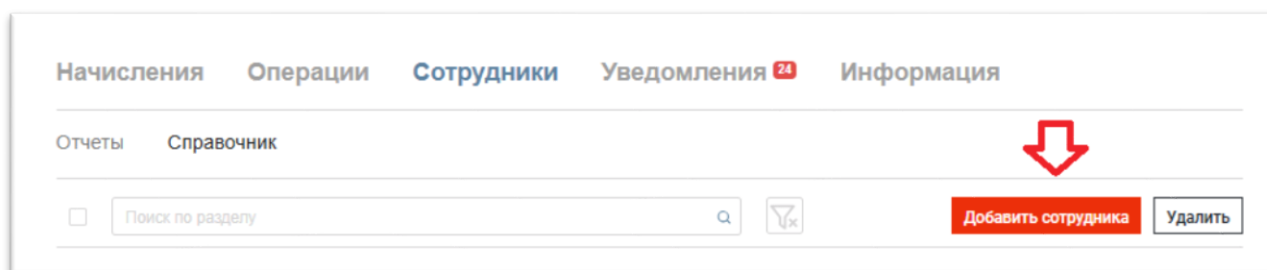 Начисления Операции Сотрудники Уведомления 24 Информация
Отчеты Справочник
Поиск по разделу Добавить сотрудника Удалить